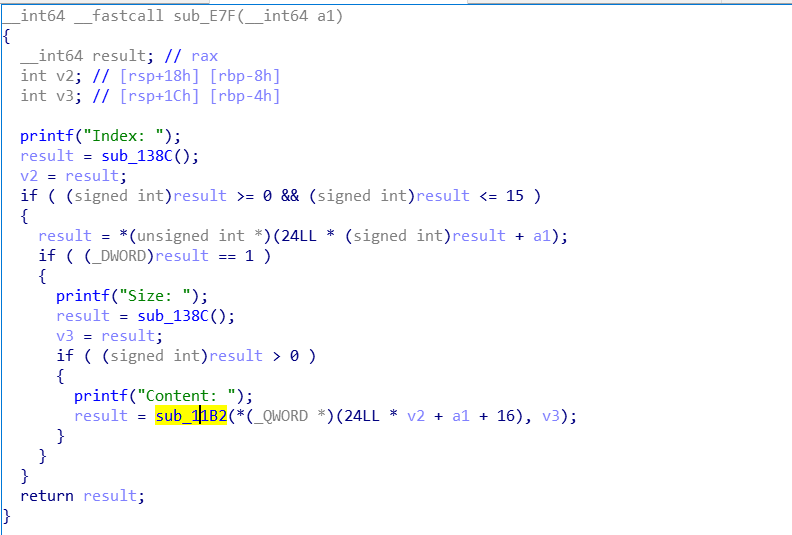 __int64 __fastcall sub_E7F(__int64 a1)
{
  __int64 result; // rax
  int v2; // [rsp+18h] [rbp-8h]
  int v3; // [rsp+1Ch] [rbp-4h]

  printf("Index: ");
  result = sub_138C();
  v2 = result;
  if ( (signed int)result >= 0 && (signed int)result <= 15 )
  {
    result = *(unsigned int *)(24LL * (signed int)result + a1);
    if ( (_DWORD)result == 1 )
    {
      printf("Size: ");
      result = sub_138C();
      v3 = result;
      if ( (signed int)result > 0 )
      {
        printf("Content: ");
        result = sub_11B2(*(_QWORD *)(24LL * v2 + a1 + 16), v3);
      }
    }
  }
  return result;
}